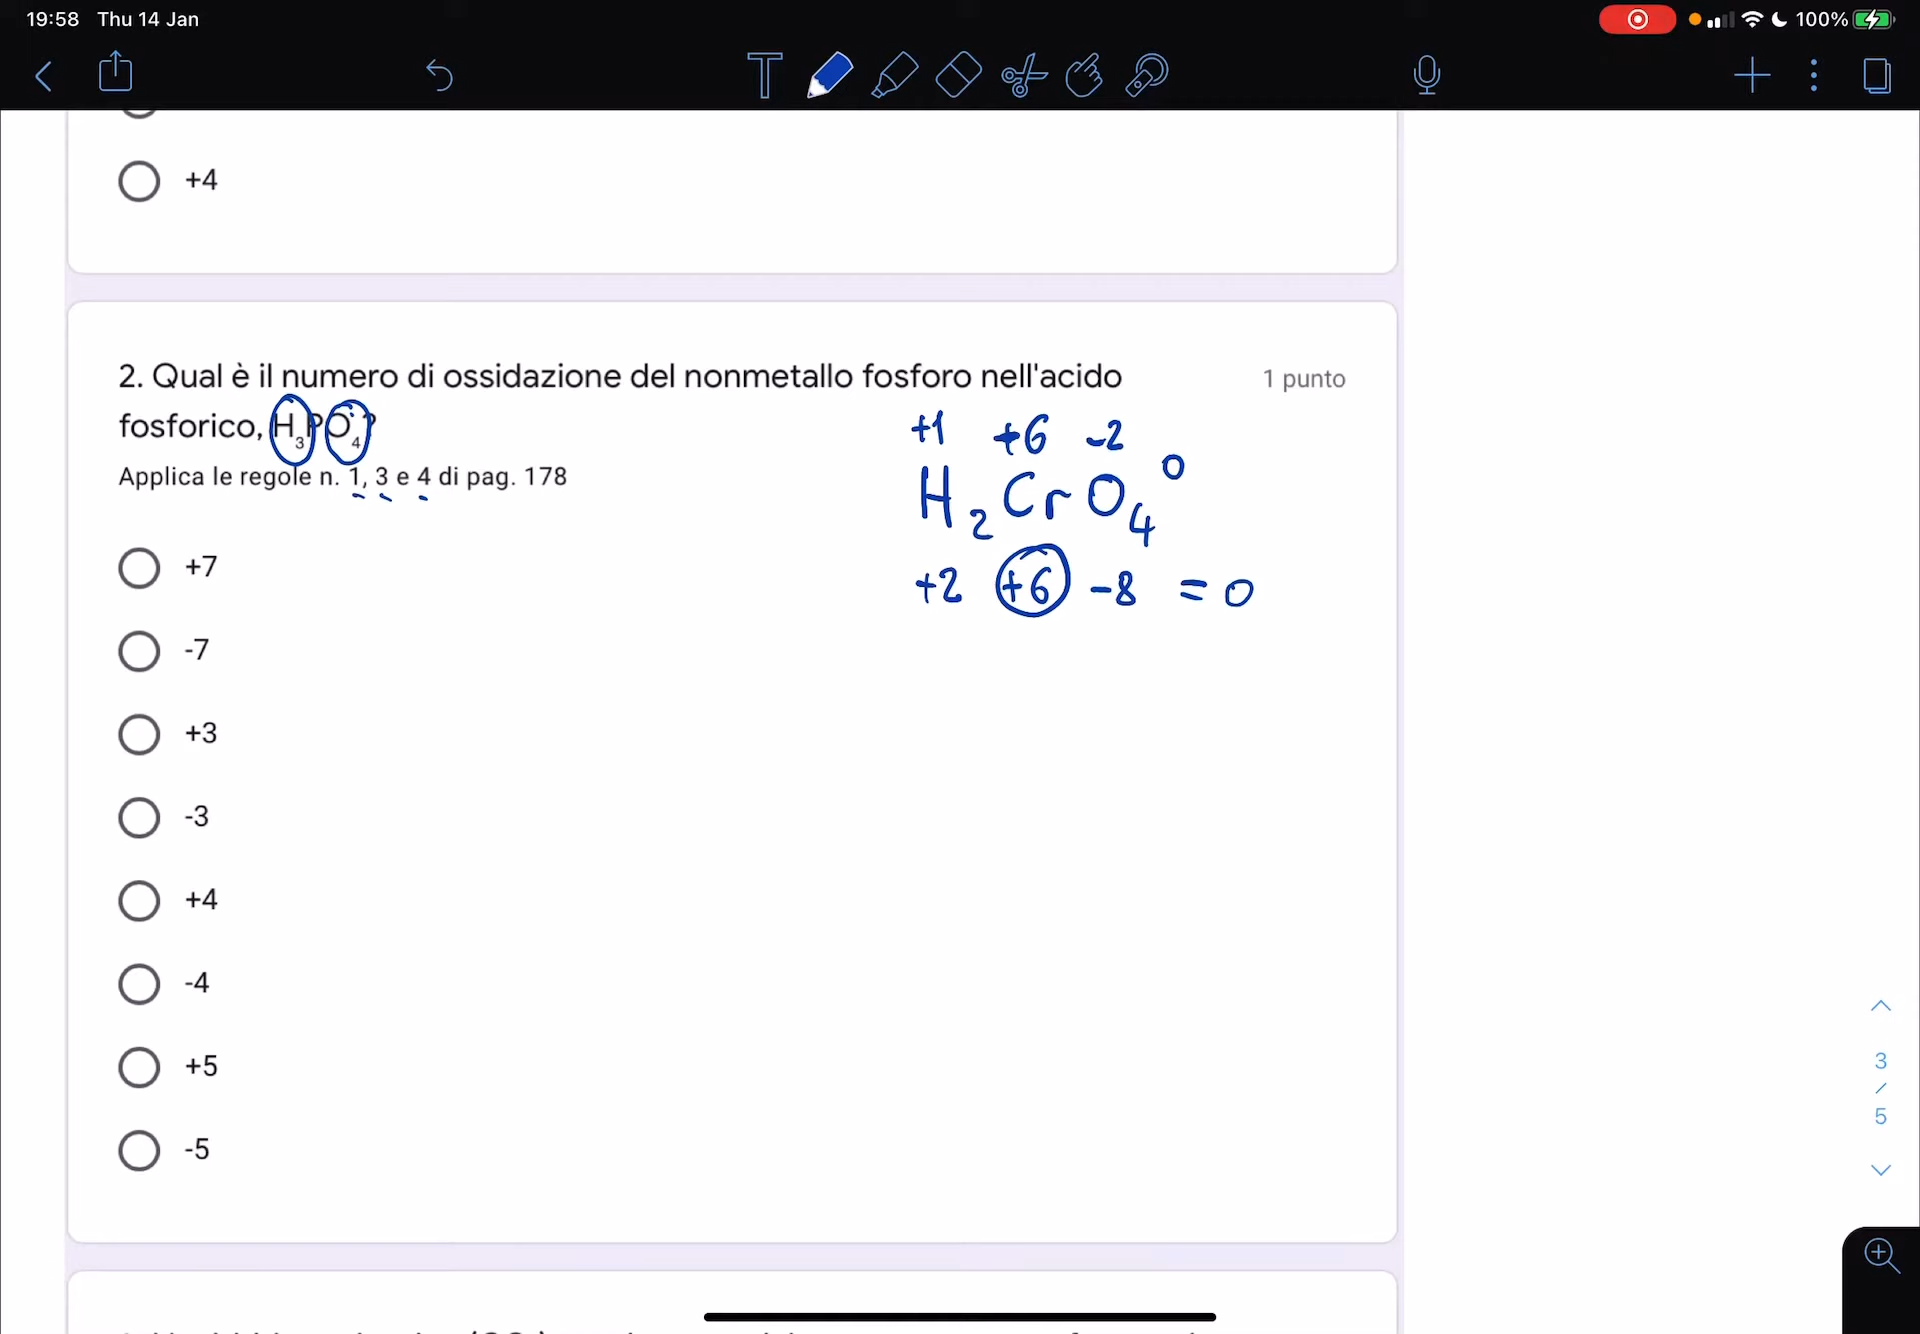 19:58 Thu 14 Jan
100%
+4
2. Qual è il numero di ossidazione del nonmetallo fosforo nell'acido
1 punto
fosforico, H3PO4?
Applica le regole n. 1, 3 e 4 di pag. 178
+1 +6 -2
H2CrO4 0
+2 +6 -8 = 0
+7
-7
+3
-3
+4
-4
+5
-5
3
/
5